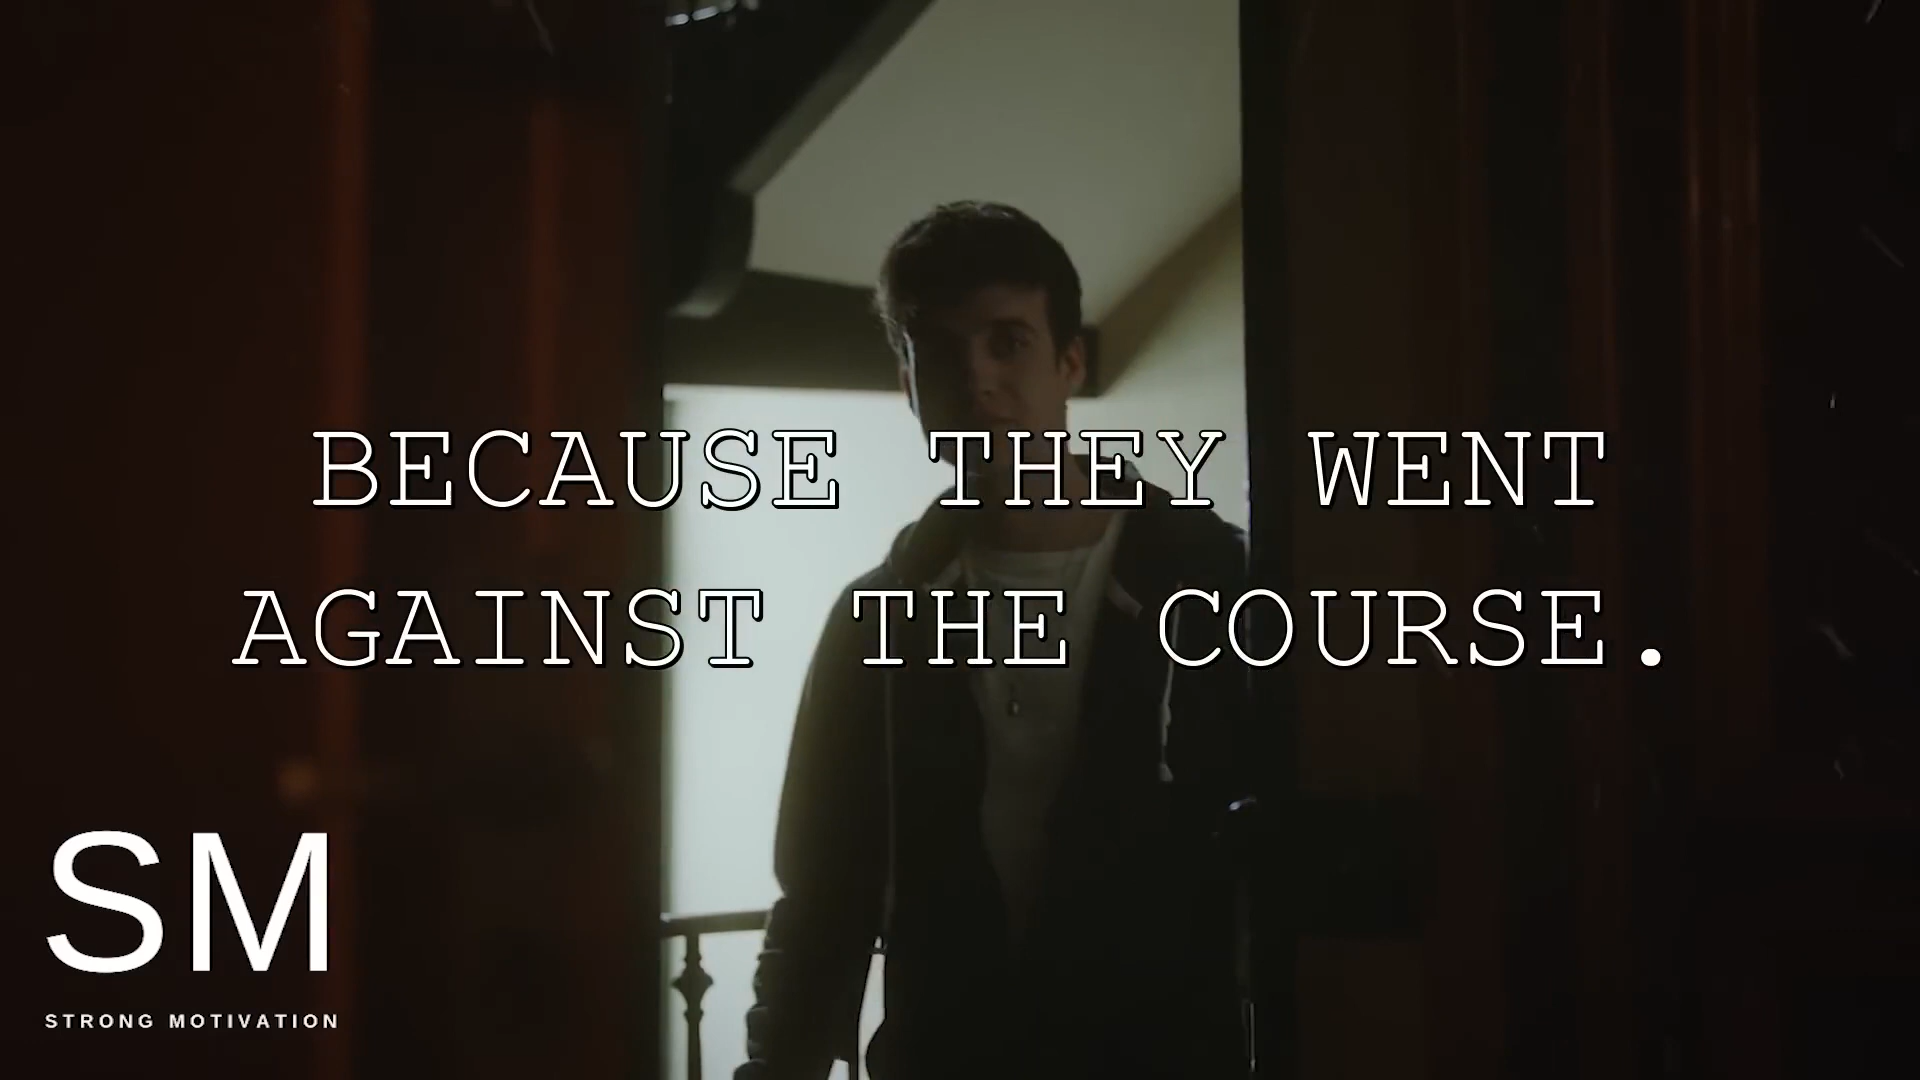 BECAUSE THEY WENT
AGAINST THE COURSE.
SM
STRONG MOTIVATION